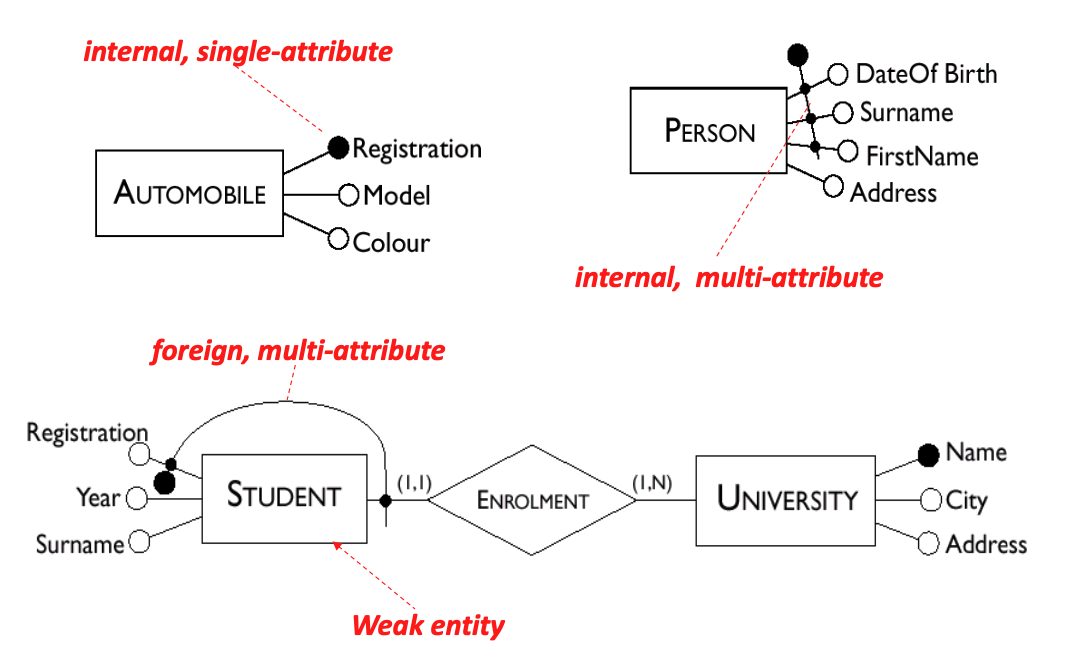 internal, single-attribute
Registration
AUTOMOBILE
Model
Colour
DateOf Birth
Surname
PERSON
FirstName
Address
internal, multi-attribute
foreign, multi-attribute
Registration
Year
Surname
STUDENT
(1,1)
ENROLMENT
(1,N)
UNIVERSITY
Name
City
Address
Weak entity